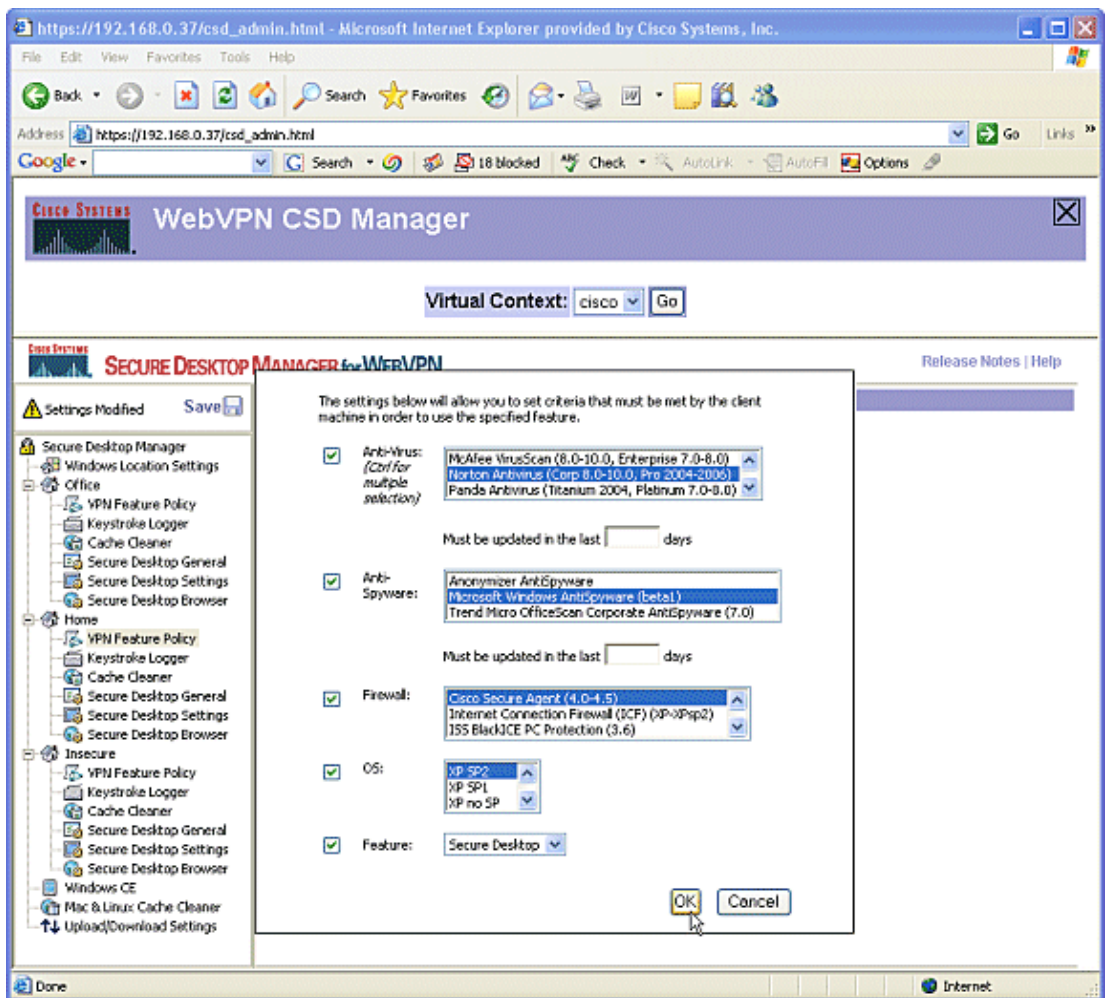 https://192.168.0.37/csd_admin.html - Microsoft Internet Explorer provided by Cisco Systems, Inc.
File Edit View Favorites Tools Help
Back Search Favorites
Address https://192.168.0.37/csd_admin.html Go Links »
Google Search 18 blocked Check AutoLink AutoFill Options
CISCO SYSTEMS WebVPN CSD Manager
Virtual Context: cisco Go
CISCO SYSTEMS SECURE DESKTOP MANAGER for WEBVPN Release Notes | Help
Settings Modified Save
Secure Desktop Manager
Windows Location Settings
Office
VPN Feature Policy
Keystroke Logger
Cache Cleaner
Secure Desktop General
Secure Desktop Settings
Secure Desktop Browser
Home
VPN Feature Policy
Keystroke Logger
Cache Cleaner
Secure Desktop General
Secure Desktop Settings
Secure Desktop Browser
Insecure
VPN Feature Policy
Keystroke Logger
Cache Cleaner
Secure Desktop General
Secure Desktop Settings
Secure Desktop Browser
Windows CE
Mac & Linux Cache Cleaner
Upload/Download Settings
The settings below will allow you to set criteria that must be met by the client
machine in order to use the specified feature.
Anti-Virus:
(Ctrl for
multiple
selection)
McAfee VirusScan (8.0-10.0, Enterprise 7.0-8.0)
Norton Antivirus (Corp 8.0-10.0, Pro 2004-2006)
Panda Antivirus (Titanium 2004, Platinum 7.0-8.0)
Must be updated in the last days
Anti-
Spyware:
Anonymizer AntiSpyware
Microsoft Windows AntiSpyware (beta1)
Trend Micro OfficeScan Corporate AntiSpyware (7.0)
Must be updated in the last days
Firewall:
Cisco Secure Agent (4.0-4.5)
Internet Connection Firewall (ICF) (XP-XPsp2)
ISS BlackICE PC Protection (3.6)
OS:
XP SP2
XP SP1
XP no SP
Feature: Secure Desktop
OK Cancel
Done Internet